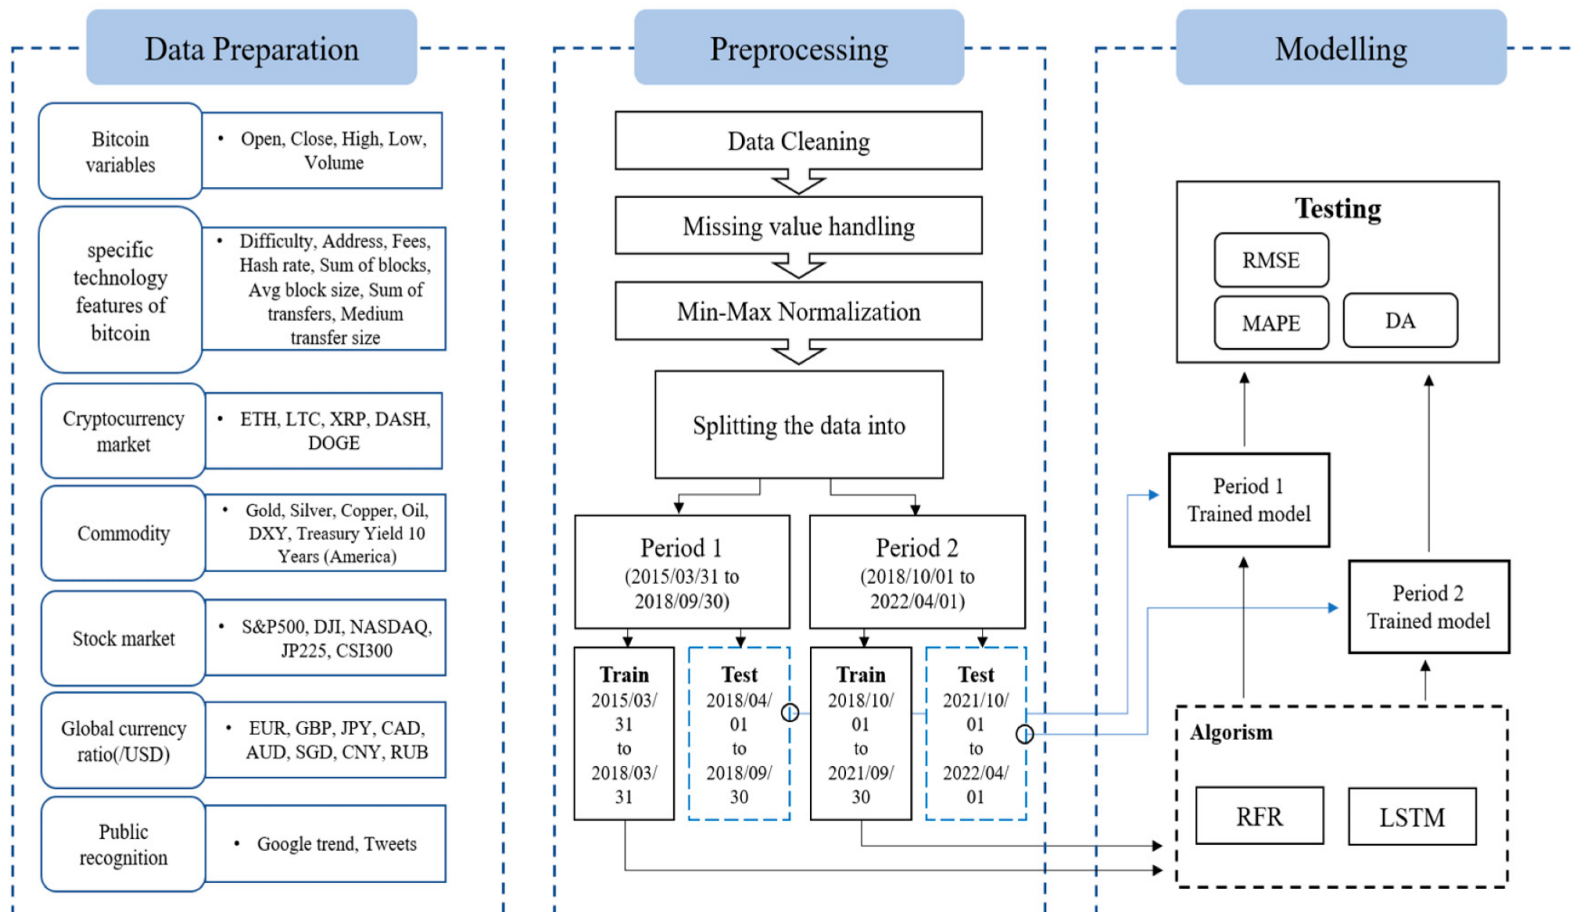 Data Preparation
Bitcoin
variables
• Open, Close, High, Low,
Volume
specific
technology
features of
bitcoin
• Difficulty, Address, Fees,
Hash rate, Sum of blocks,
Avg block size, Sum of
transfers, Medium
transfer size
Cryptocurrency
market
• ETH, LTC, XRP, DASH,
DOGE
Commodity
• Gold, Silver, Copper, Oil,
DXY, Treasury Yield 10
Years (America)
Stock market
• S&P500, DJI, NASDAQ,
JP225, CSI300
Global currency
ratio(/USD)
• EUR, GBP, JPY, CAD,
AUD, SGD, CNY, RUB
Public
recognition
• Google trend, Tweets
Preprocessing
Data Cleaning
Missing value handling
Min-Max Normalization
Splitting the data into
Period 1
(2015/03/31 to
2018/09/30)
Period 2
(2018/10/01 to
2022/04/01)
Train
2015/03/
31
to
2018/03/
31
Test
2018/04/
01
to
2018/09/
30
Train
2018/10/
01
to
2021/09/
30
Test
2021/10/
01
to
2022/04/
01
Modelling
Testing
RMSE
MAPE
DA
Period 1
Trained model
Period 2
Trained model
Algorism
RFR
LSTM